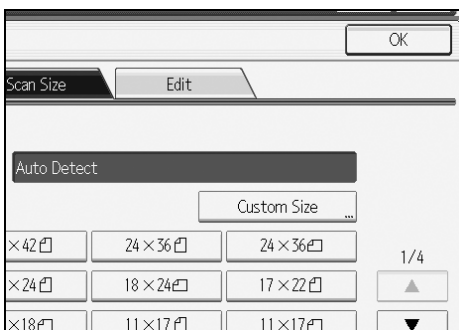 OK
Scan Size Edit
Auto Detect
Custom Size ...
×42 24×36 24×36
1/4
×24 18×24 17×22
×18 11×17 11×17